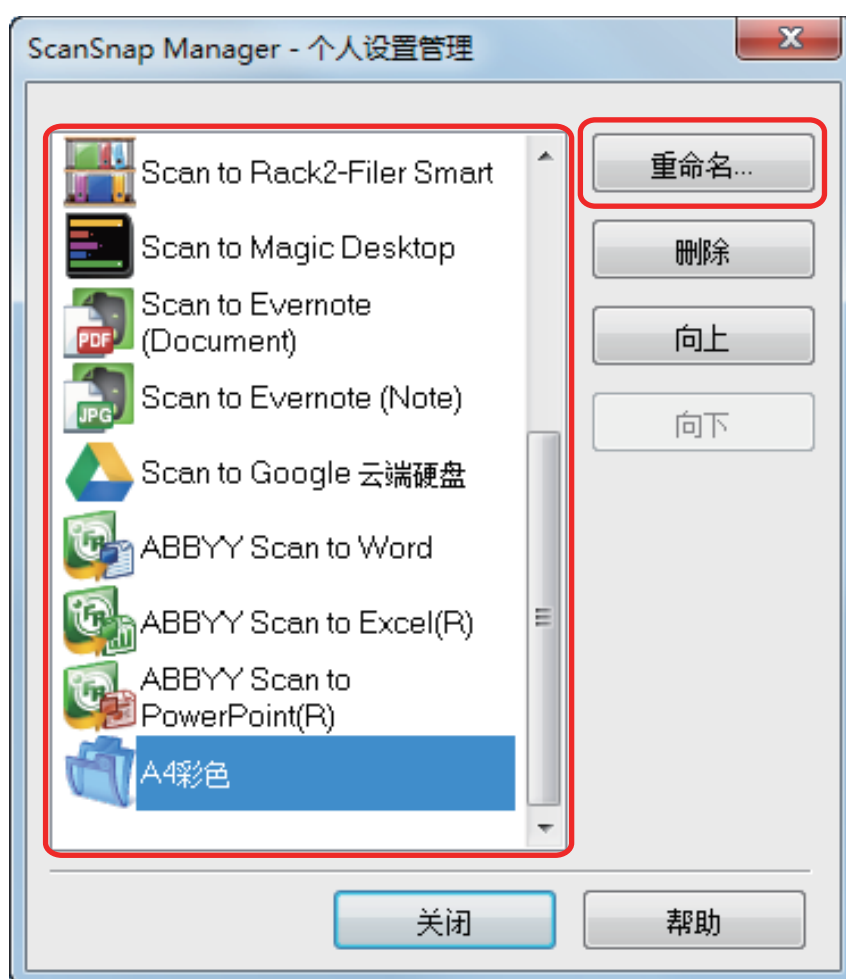 ScanSnap Manager - 个人设置管理
Scan to Rack2-Filer Smart
重命名...
Scan to Magic Desktop
删除
Scan to Evernote
(Document)
PDF
向上
Scan to Evernote (Note)
JPG
向下
Scan to Google 云端硬盘
ABBYY Scan to Word
ABBYY Scan to Excel(R)
ABBYY Scan to
PowerPoint(R)
A4彩色
关闭
帮助